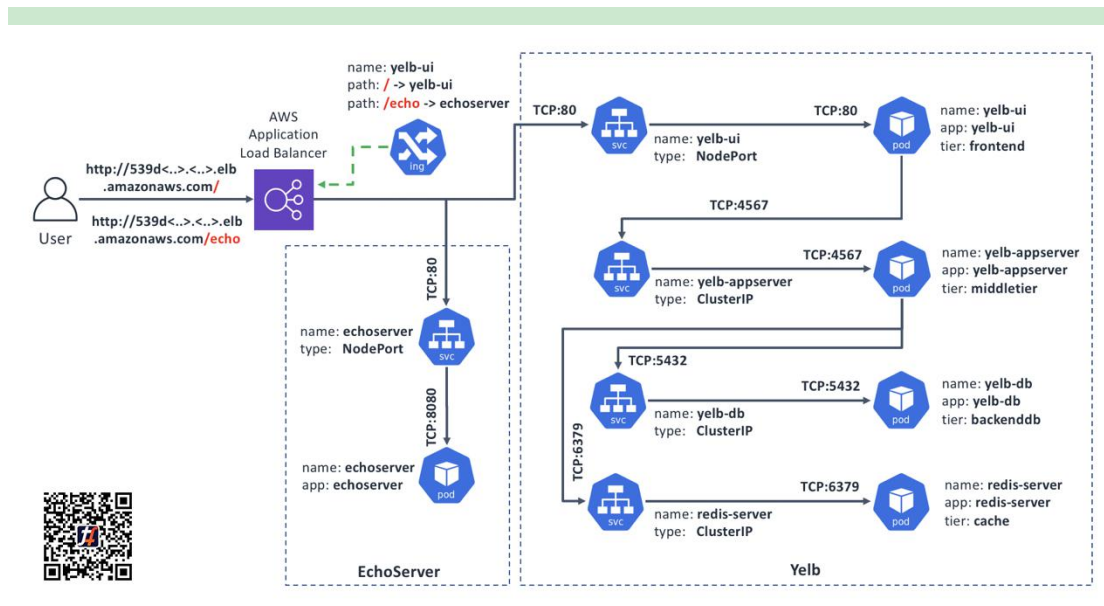 name: yelb-ui
path: / -> yelb-ui
path: /echo -> echoserver
ing
AWS
Application
Load Balancer
User
http://539d<..>.<..>.elb
.amazonaws.com/
http://539d<..>.<..>.elb
.amazonaws.com/echo
TCP:80
svc
name: echoserver
type: NodePort
TCP:8080
pod
name: echoserver
app: echoserver
EchoServer
TCP:80
svc
name: yelb-ui
type: NodePort
TCP:80
pod
name: yelb-ui
app: yelb-ui
tier: frontend
TCP:4567
svc
name: yelb-appserver
type: ClusterIP
TCP:4567
pod
name: yelb-appserver
app: yelb-appserver
tier: middletier
TCP:5432
svc
name: yelb-db
type: ClusterIP
TCP:5432
pod
name: yelb-db
app: yelb-db
tier: backenddb
TCP:6379
svc
name: redis-server
type: ClusterIP
TCP:6379
pod
name: redis-server
app: redis-server
tier: cache
Yelb